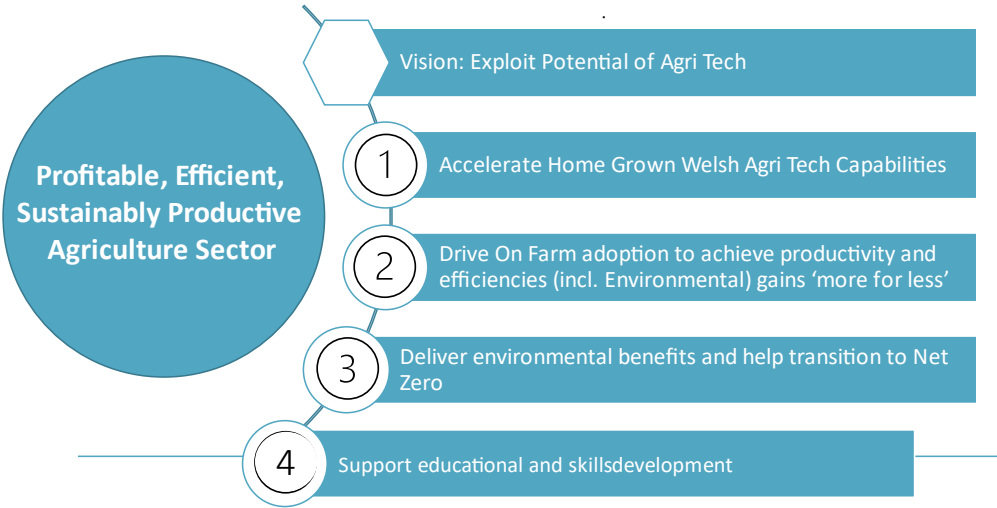 Profitable, Efficient,
Sustainably Productive
Agriculture Sector
Vision: Exploit Potential of Agri Tech
1
Accelerate Home Grown Welsh Agri Tech Capabilities
2
Drive On Farm adoption to achieve productivity and
efficiencies (incl. Environmental) gains ‘more for less’
3
Deliver environmental benefits and help transition to Net
Zero
4
Support educational and skillsdevelopment